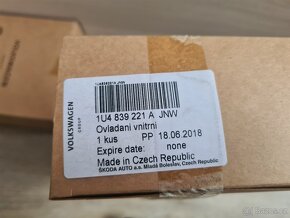 VOLKSWAGEN
GROUP
1U4 839 221 A JNW
Ovladani vnitrni
1 kus PP 18.06.2018
Expire date: none
Made in Czech Republic
ŠKODA AUTO a.s. Mladá Boleslav, Czech Republic